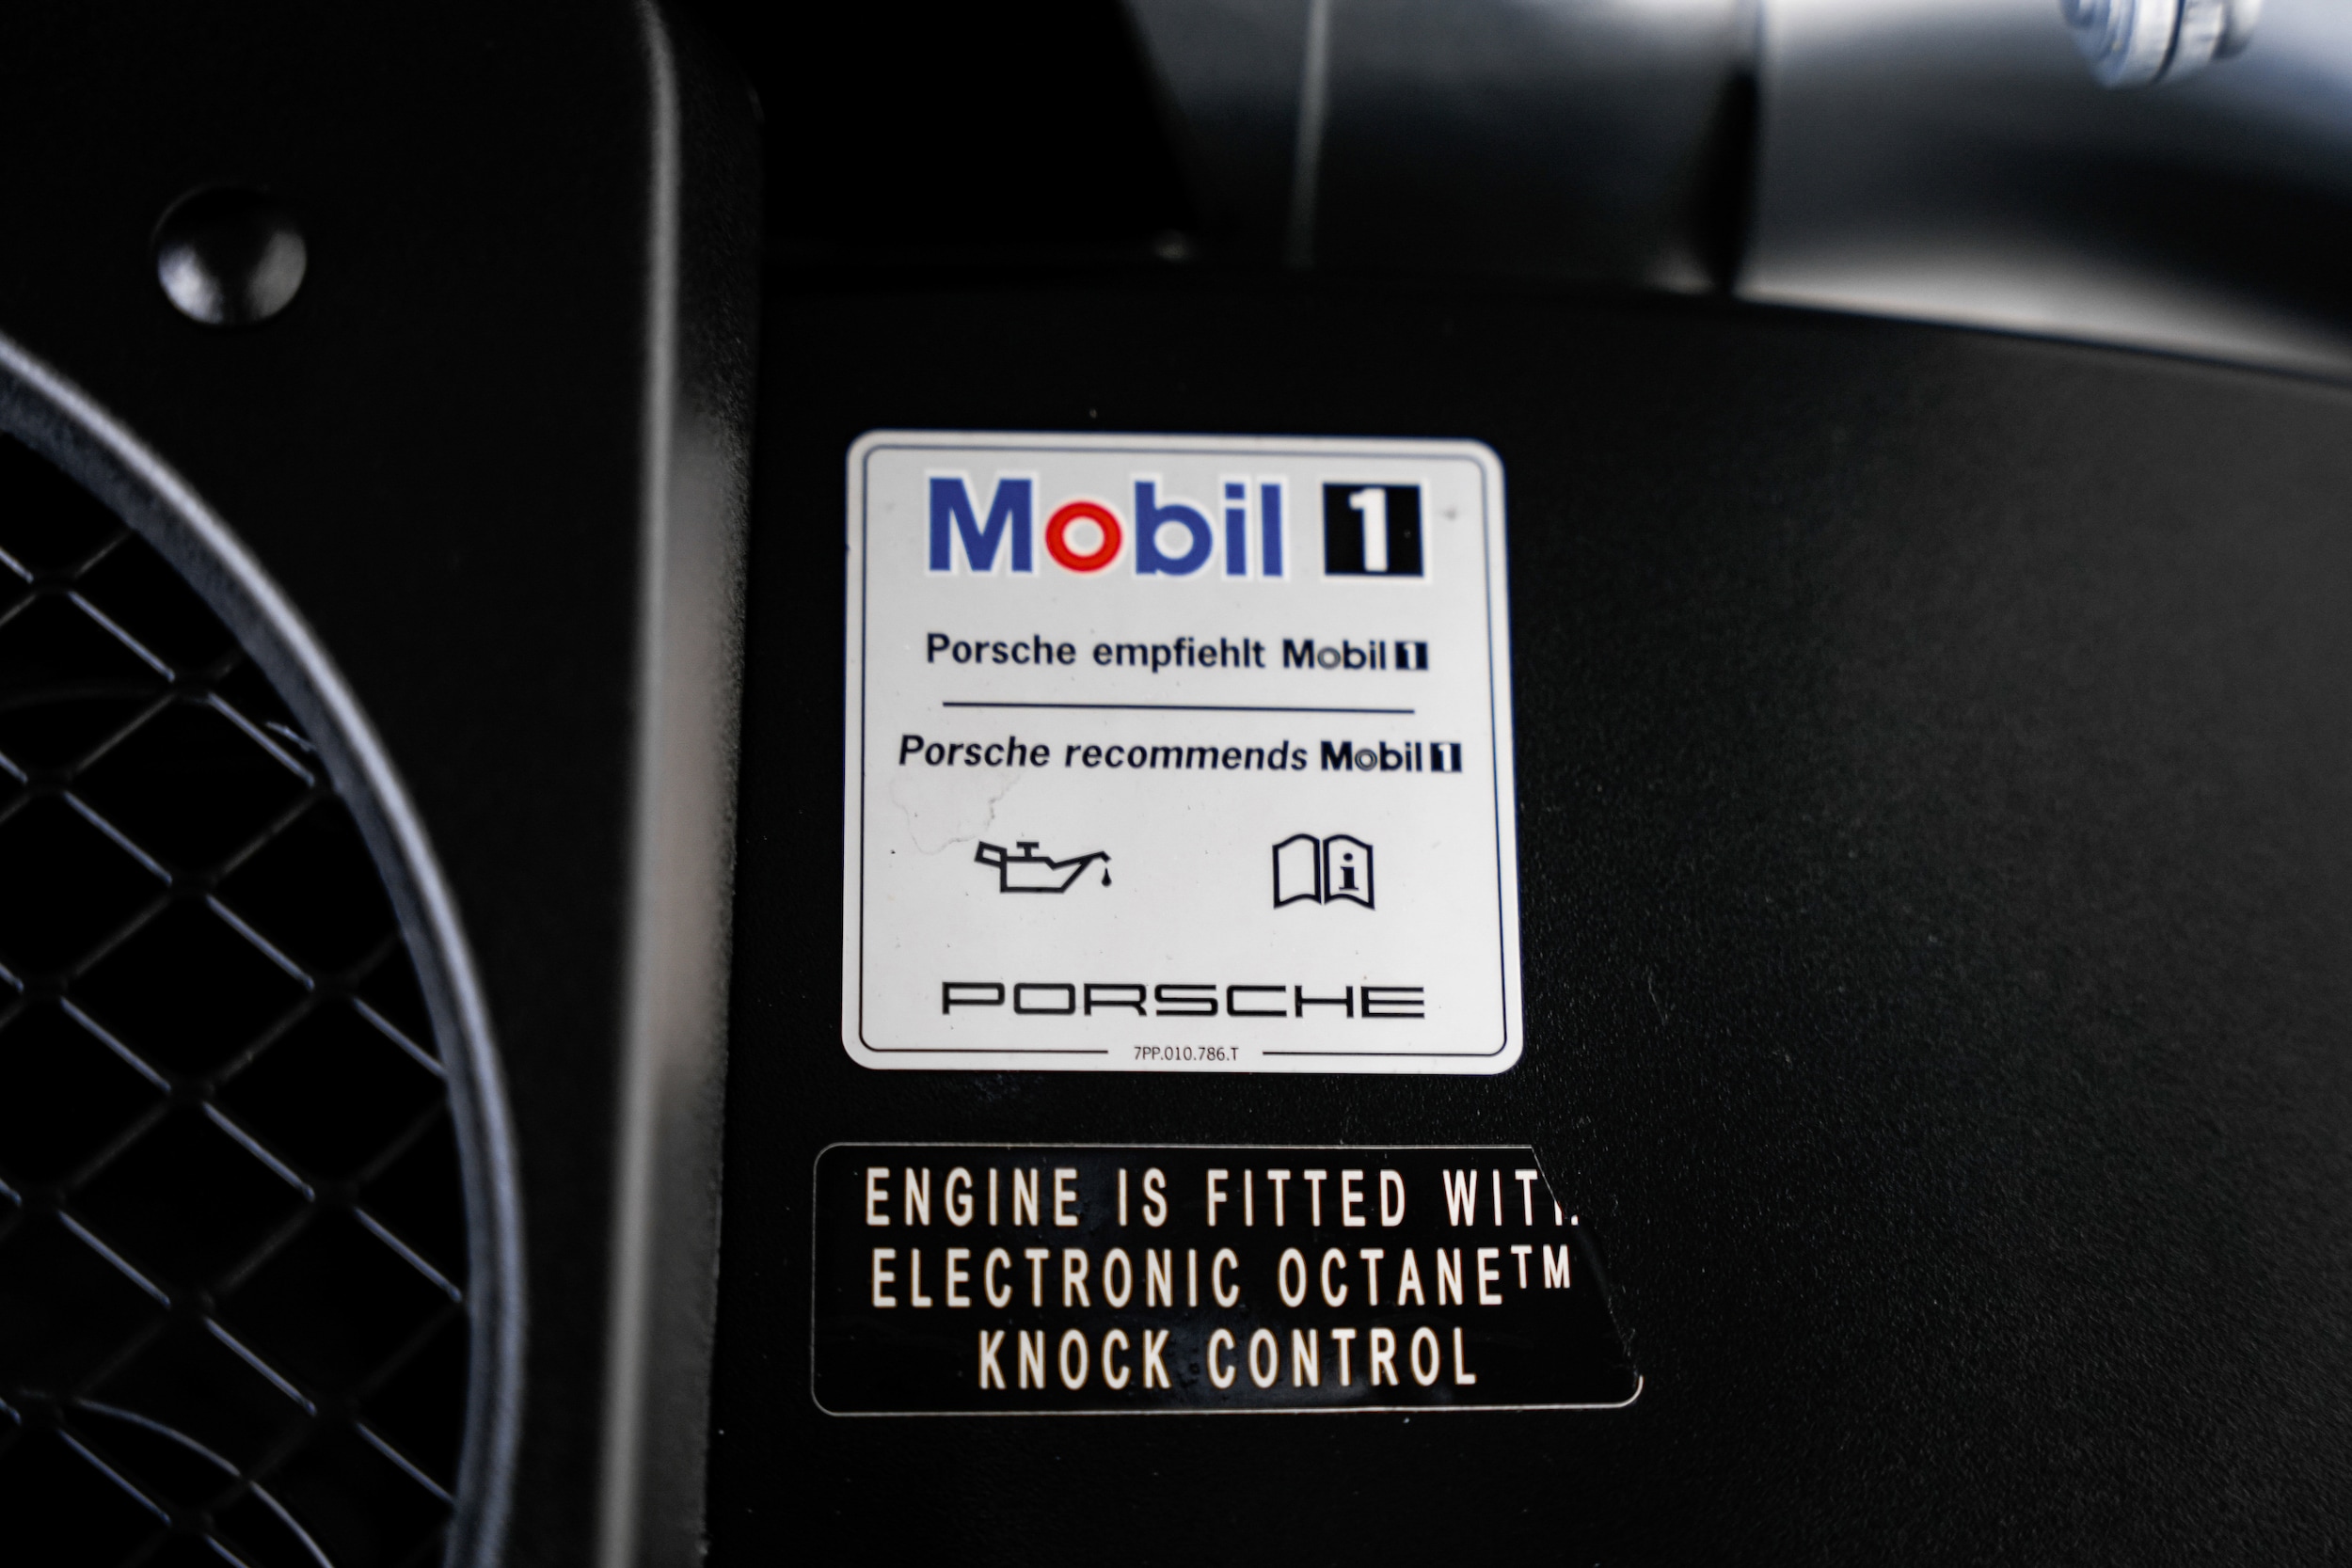 Mobil 1
Porsche empfiehlt Mobil 1
Porsche recommends Mobil 1
i
PORSCHE
7PP.010.786.T
ENGINE IS FITTED WITH
ELECTRONIC OCTANE™
KNOCK CONTROL